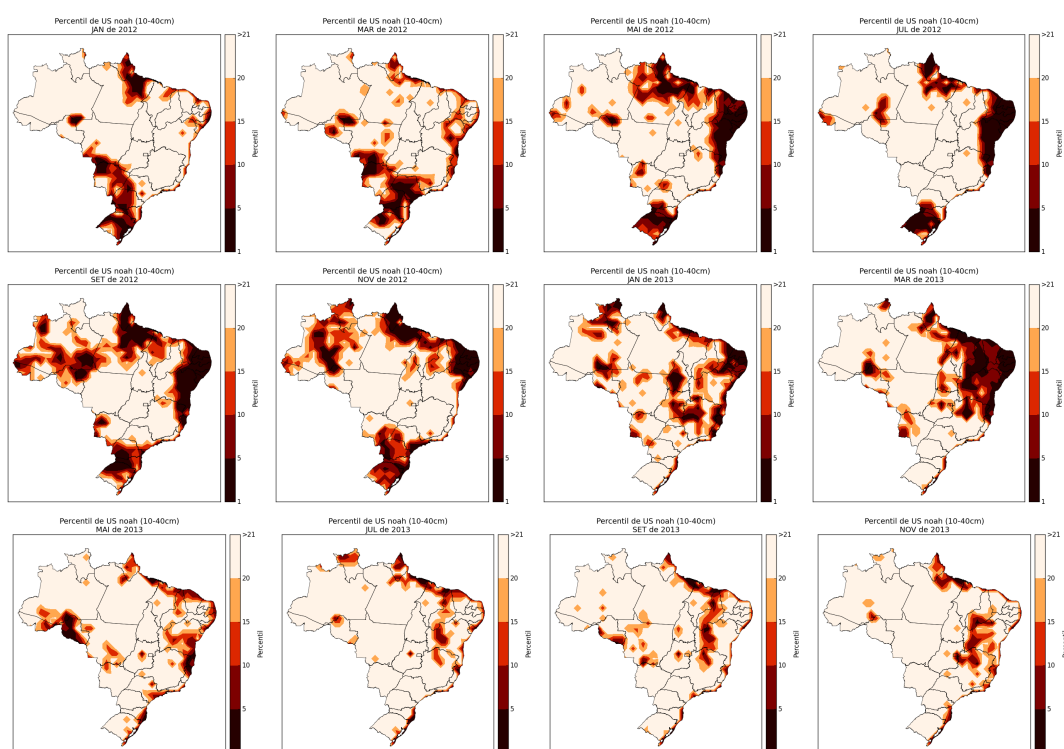 Percentil de US noah (10-40cm)
JAN de 2012
>21
20
15
10
5
1
Percentil
Percentil de US noah (10-40cm)
MAR de 2012
>21
20
15
10
5
1
Percentil
Percentil de US noah (10-40cm)
MAI de 2012
>21
20
15
10
5
1
Percentil
Percentil de US noah (10-40cm)
JUL de 2012
>21
20
15
10
5
1
Percentil
Percentil de US noah (10-40cm)
SET de 2012
>21
20
15
10
5
1
Percentil
Percentil de US noah (10-40cm)
NOV de 2012
>21
20
15
10
5
1
Percentil
Percentil de US noah (10-40cm)
JAN de 2013
>21
20
15
10
5
1
Percentil
Percentil de US noah (10-40cm)
MAR de 2013
>21
20
15
10
5
1
Percentil
Percentil de US noah (10-40cm)
MAI de 2013
>21
20
15
10
5
Percentil
Percentil de US noah (10-40cm)
JUL de 2013
>21
20
15
10
5
Percentil
Percentil de US noah (10-40cm)
SET de 2013
>21
20
15
10
5
Percentil
Percentil de US noah (10-40cm)
NOV de 2013
>21
20
15
10
5
Percentil